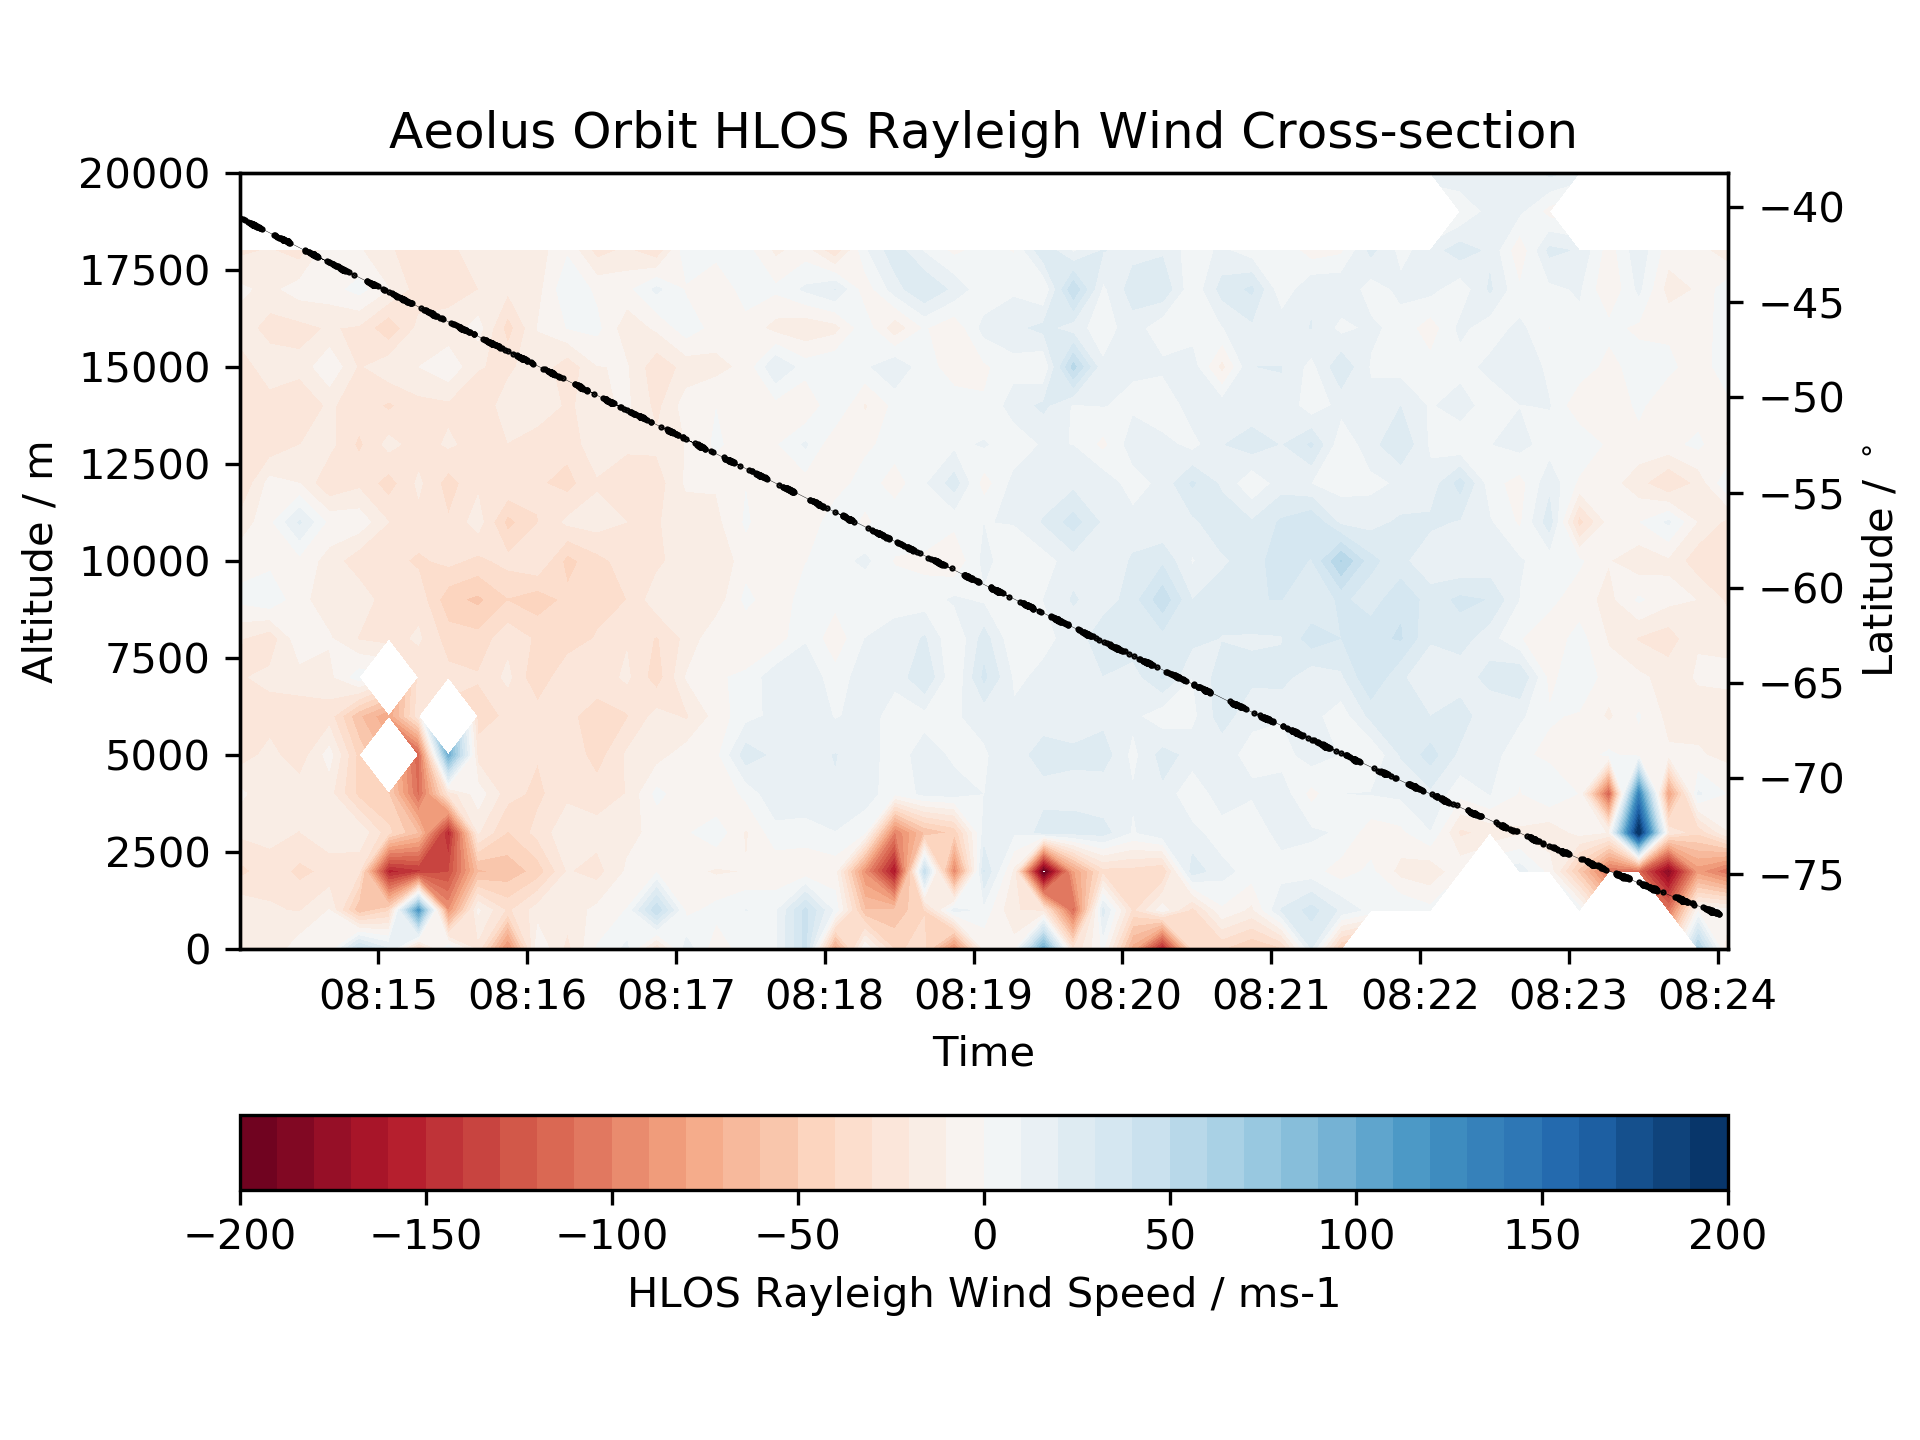 Aeolus Orbit HLOS Rayleigh Wind Cross-section
20000
17500
15000
12500
10000
7500
5000
2500
0
Altitude / m
−40
−45
−50
−55
−60
−65
−70
−75
Latitude / °
08:15 08:16 08:17 08:18 08:19 08:20 08:21 08:22 08:23 08:24
Time
−200 −150 −100 −50 0 50 100 150 200
HLOS Rayleigh Wind Speed / ms-1